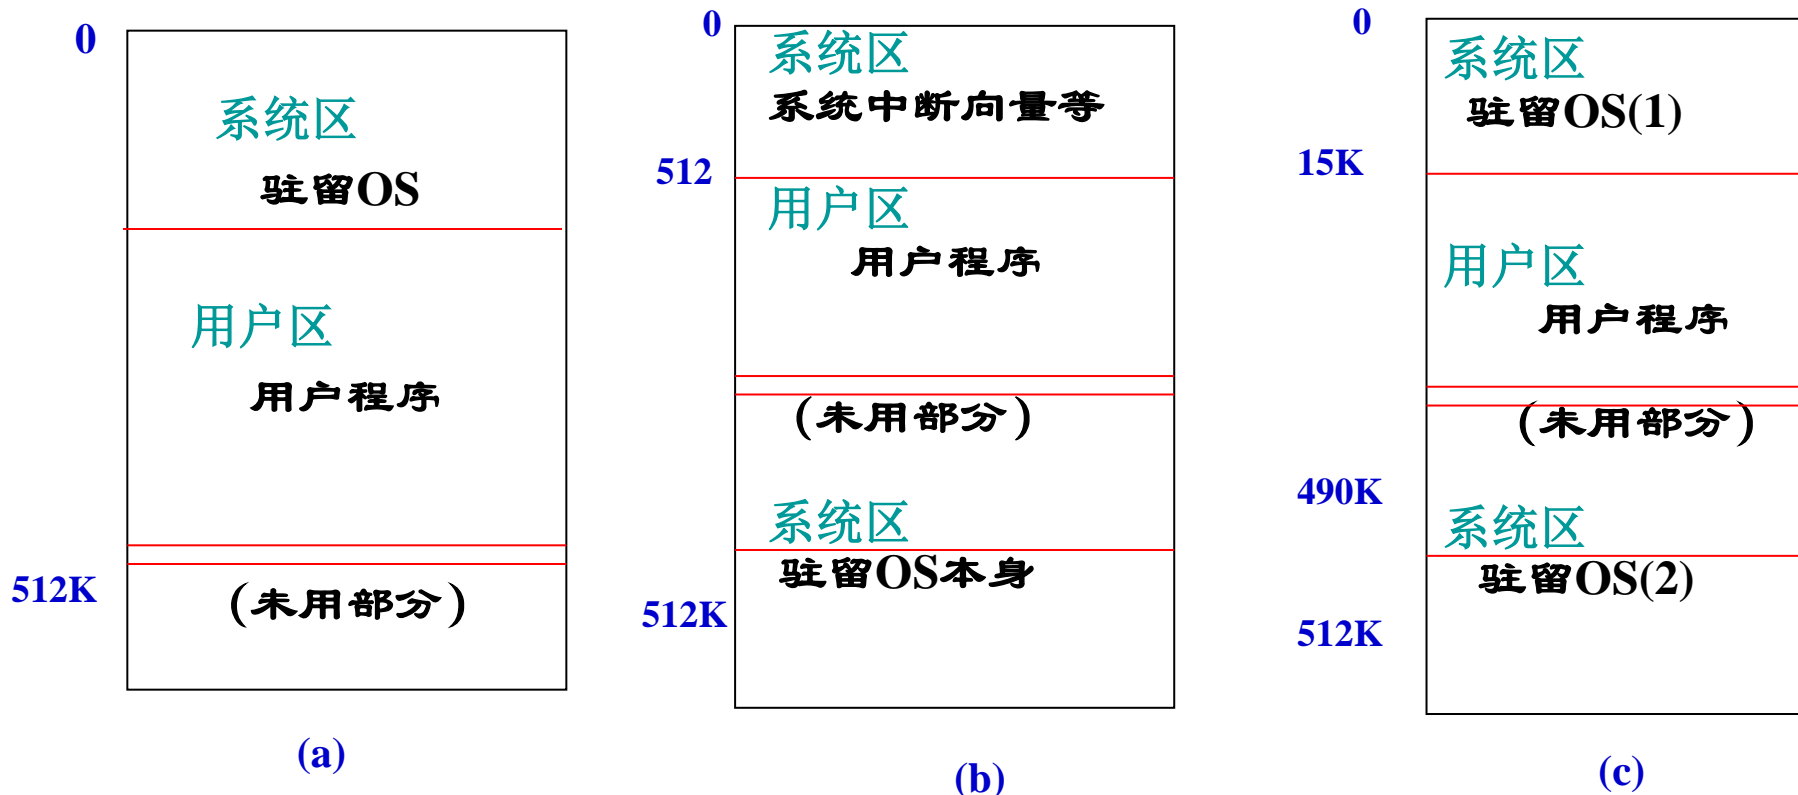 0
系统区
驻留OS
用户区
用户程序
512K
(未用部分)
(a)
0
系统区
系统中断向量等
512
用户区
用户程序
(未用部分)
系统区
驻留OS本身
512K
(b)
0
系统区
驻留OS(1)
15K
用户区
用户程序
(未用部分)
490K
系统区
驻留OS(2)
512K
(c)